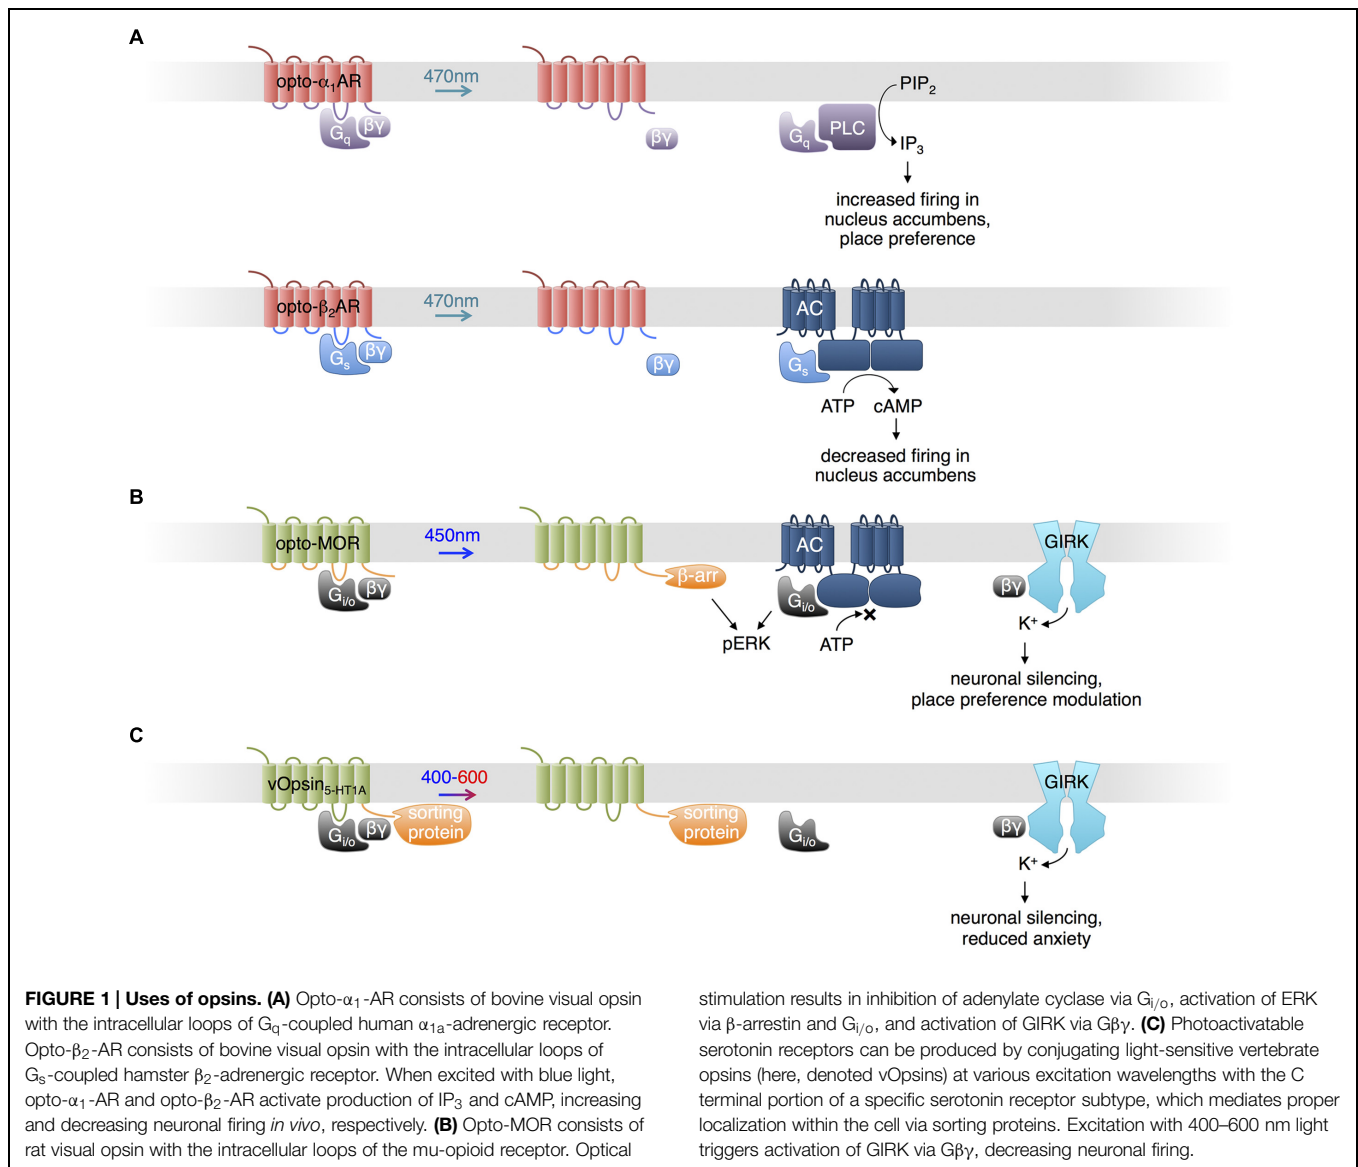 A
opto-α1AR
470nm
Gq
βγ
βγ
Gq
PLC
PIP2
IP3
increased firing in
nucleus accumbens,
place preference
opto-β2AR
470nm
Gs
βγ
βγ
AC
Gs
ATP
cAMP
decreased firing in
nucleus accumbens
B
opto-MOR
450nm
Gi/o
βγ
β-arr
pERK
AC
Gi/o
ATP
GIRK
βγ
K+
neuronal silencing,
place preference modulation
C
vOpsin5-HT1A
400-600
Gi/o
βγ
sorting
protein
sorting
protein
Gi/o
GIRK
βγ
K+
neuronal silencing,
reduced anxiety
FIGURE 1 | Uses of opsins. (A) Opto-α1-AR consists of bovine visual opsin
with the intracellular loops of Gq-coupled human α1a-adrenergic receptor.
Opto-β2-AR consists of bovine visual opsin with the intracellular loops of
Gs-coupled hamster β2-adrenergic receptor. When excited with blue light,
opto-α1-AR and opto-β2-AR activate production of IP3 and cAMP, increasing
and decreasing neuronal firing in vivo, respectively. (B) Opto-MOR consists of
rat visual opsin with the intracellular loops of the mu-opioid receptor. Optical
stimulation results in inhibition of adenylate cyclase via Gi/o, activation of ERK
via β-arrestin and Gi/o, and activation of GIRK via Gβγ. (C) Photoactivatable
serotonin receptors can be produced by conjugating light-sensitive vertebrate
opsins (here, denoted vOpsins) at various excitation wavelengths with the C
terminal portion of a specific serotonin receptor subtype, which mediates proper
localization within the cell via sorting proteins. Excitation with 400–600 nm light
triggers activation of GIRK via Gβγ, decreasing neuronal firing.